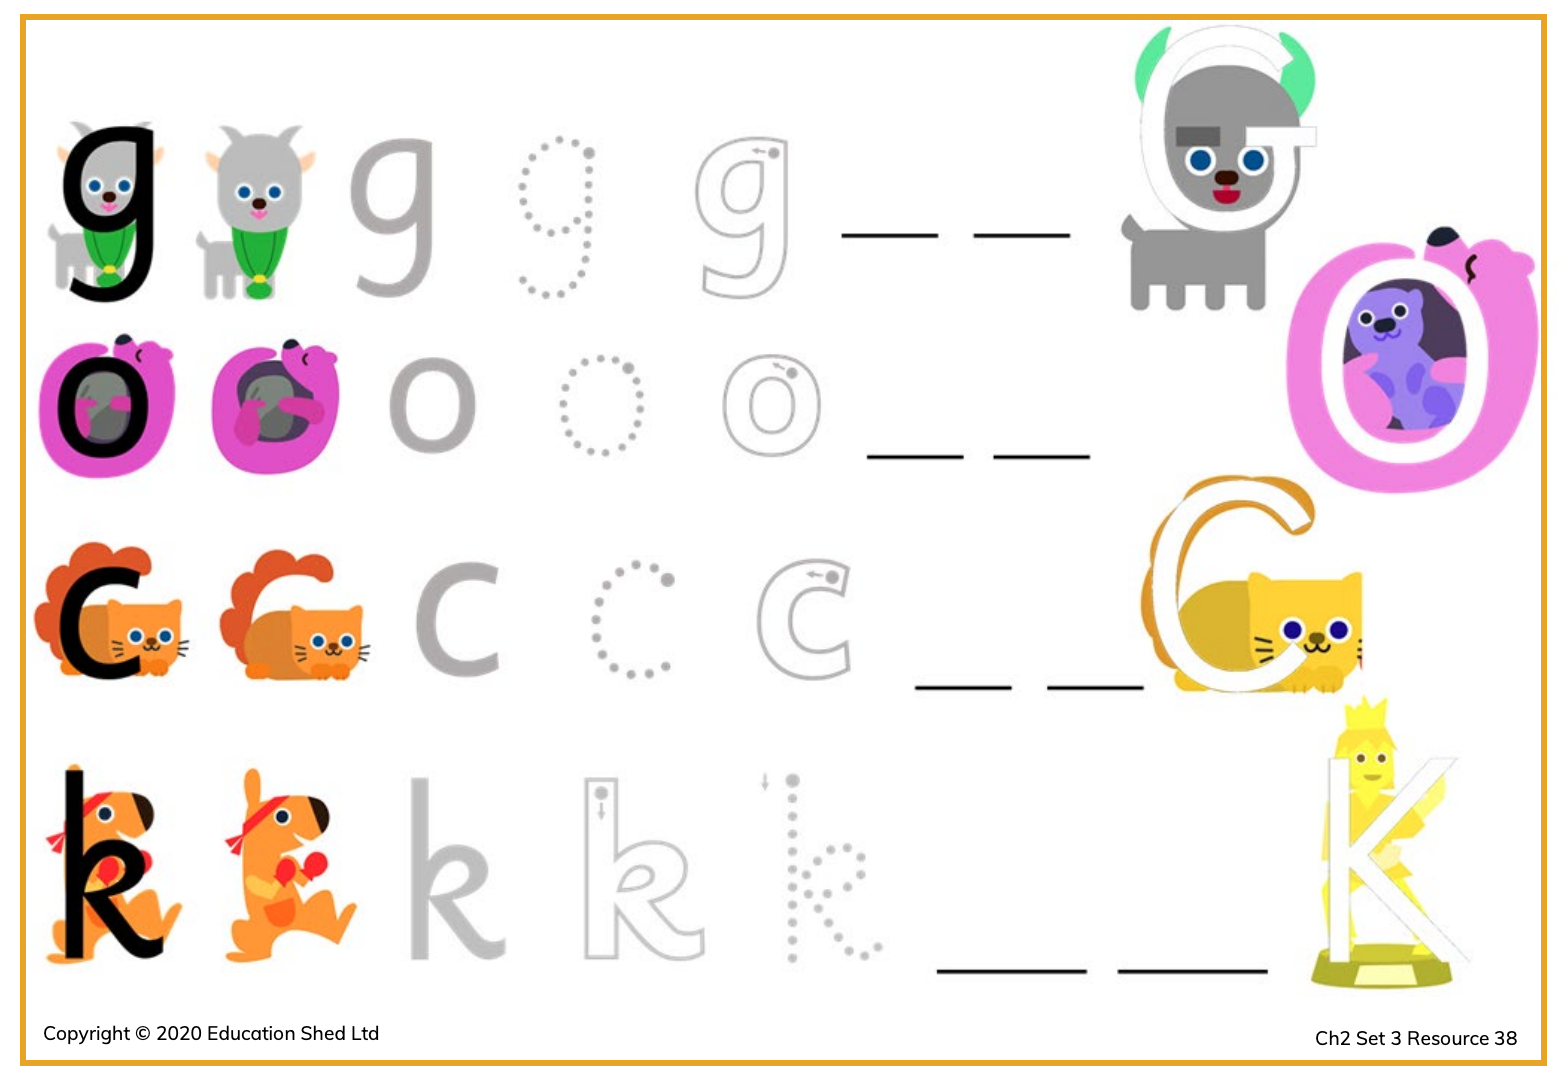 g g g g G
o o o o O
c c c c C
k k k k K
Copyright © 2020 Education Shed Ltd
Ch2 Set 3 Resource 38